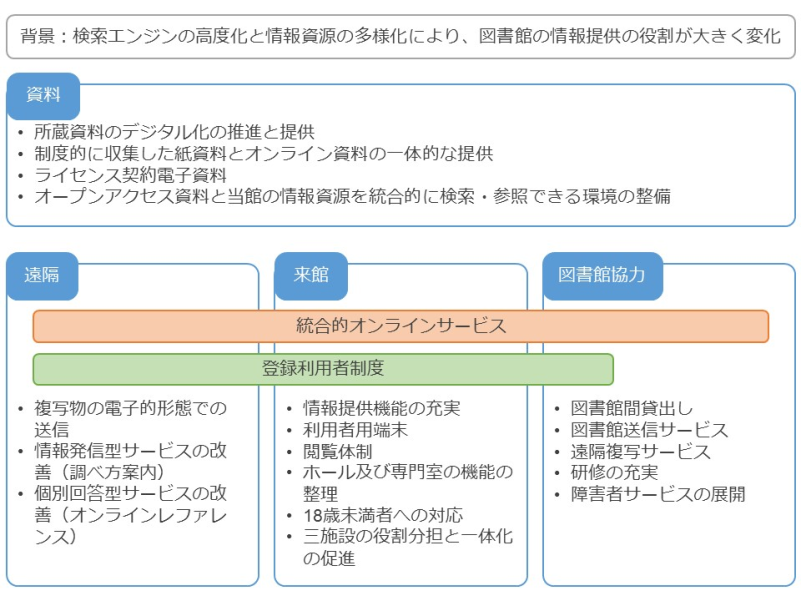 背景：検索エンジンの高度化と情報資源の多様化により、図書館の情報提供の役割が大きく変化
資料
• 所蔵資料のデジタル化の推進と提供
• 制度的に収集した紙資料とオンライン資料の一体的な提供
• ライセンス契約電子資料
• オープンアクセス資料と当館の情報資源を統合的に検索・参照できる環境の整備
遠隔
来館
図書館協力
統合的オンラインサービス
登録利用者制度
• 複写物の電子的形態での
送信
• 情報発信型サービスの改
善（調べ方案内）
• 個別回答型サービスの改
善（オンラインレファレ
ンス）
• 情報提供機能の充実
• 利用者用端末
• 閲覧体制
• ホール及び専門室の機能の
整理
• 18歳未満者への対応
• 三施設の役割分担と一体化
の促進
• 図書館間貸出し
• 図書館送信サービス
• 遠隔複写サービス
• 研修の充実
• 障害者サービスの展開